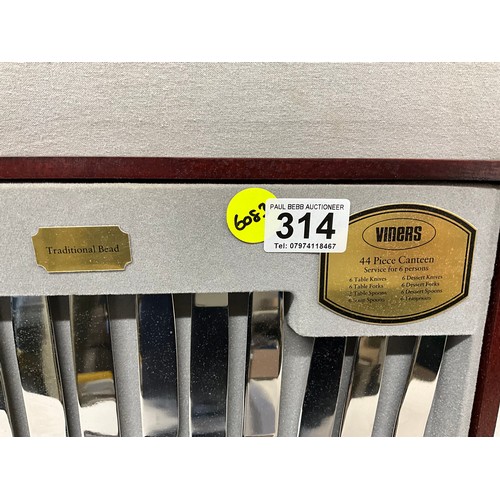 Traditional Bead
PAUL BEBB AUCTIONEER
314
Tel: 07974118467
VINERS
44 Piece Canteen
Service for 6 persons
6 Table Knives
6 Table Forks
2 Table Spoons
6 Soup Spoons
6 Dessert Knives
6 Dessert Forks
6 Dessert Spoons
6 Teaspoons